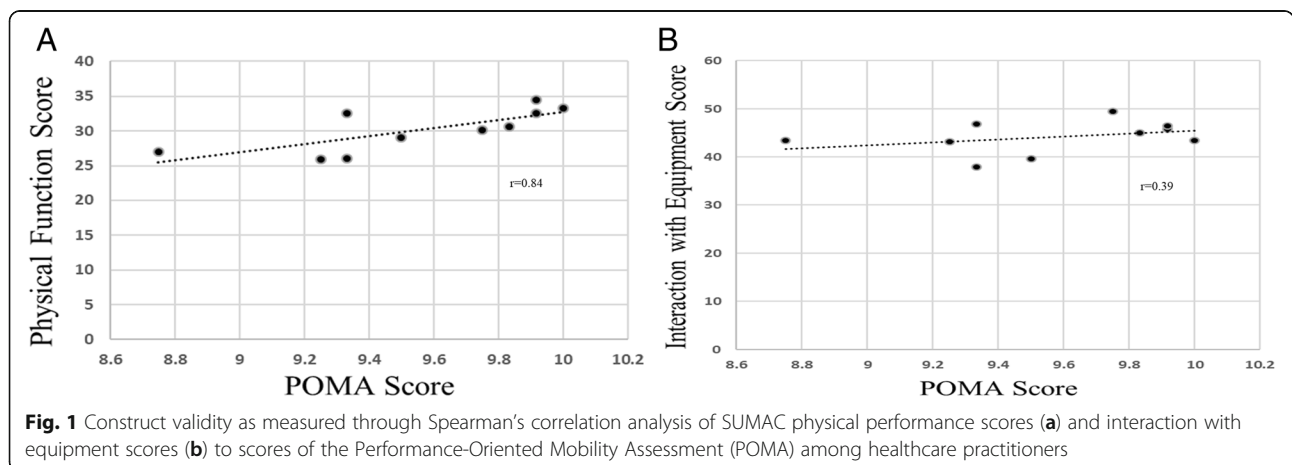 A
Physical Function Score
40
35
30
25
20
15
10
5
0
r=0.84
8.6 8.8 9 9.2 9.4 9.6 9.8 10 10.2
POMA Score
B
Interaction with Equipment Score
60
50
40
30
20
10
0
r=0.39
8.6 8.8 9 9.2 9.4 9.6 9.8 10 10.2
POMA Score
Fig. 1 Construct validity as measured through Spearman's correlation analysis of SUMAC physical performance scores (a) and interaction with
equipment scores (b) to scores of the Performance-Oriented Mobility Assessment (POMA) among healthcare practitioners